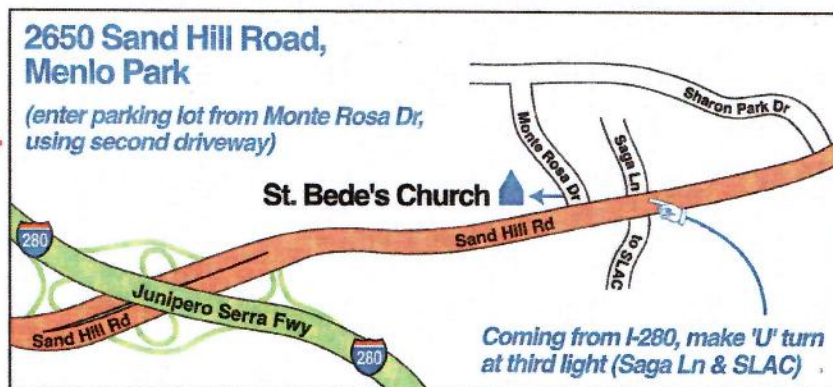 2650 Sand Hill Road,
Menlo Park
(enter parking lot from Monte Rosa Dr,
using second driveway)
Sharon Park Dr
Monte Rosa Dr
Saga Ln
St. Bede's Church
Sand Hill Rd
to SLAC
280
Junipero Serra Fwy
Sand Hill Rd
280
Coming from I-280, make 'U' turn
at third light (Saga Ln & SLAC)